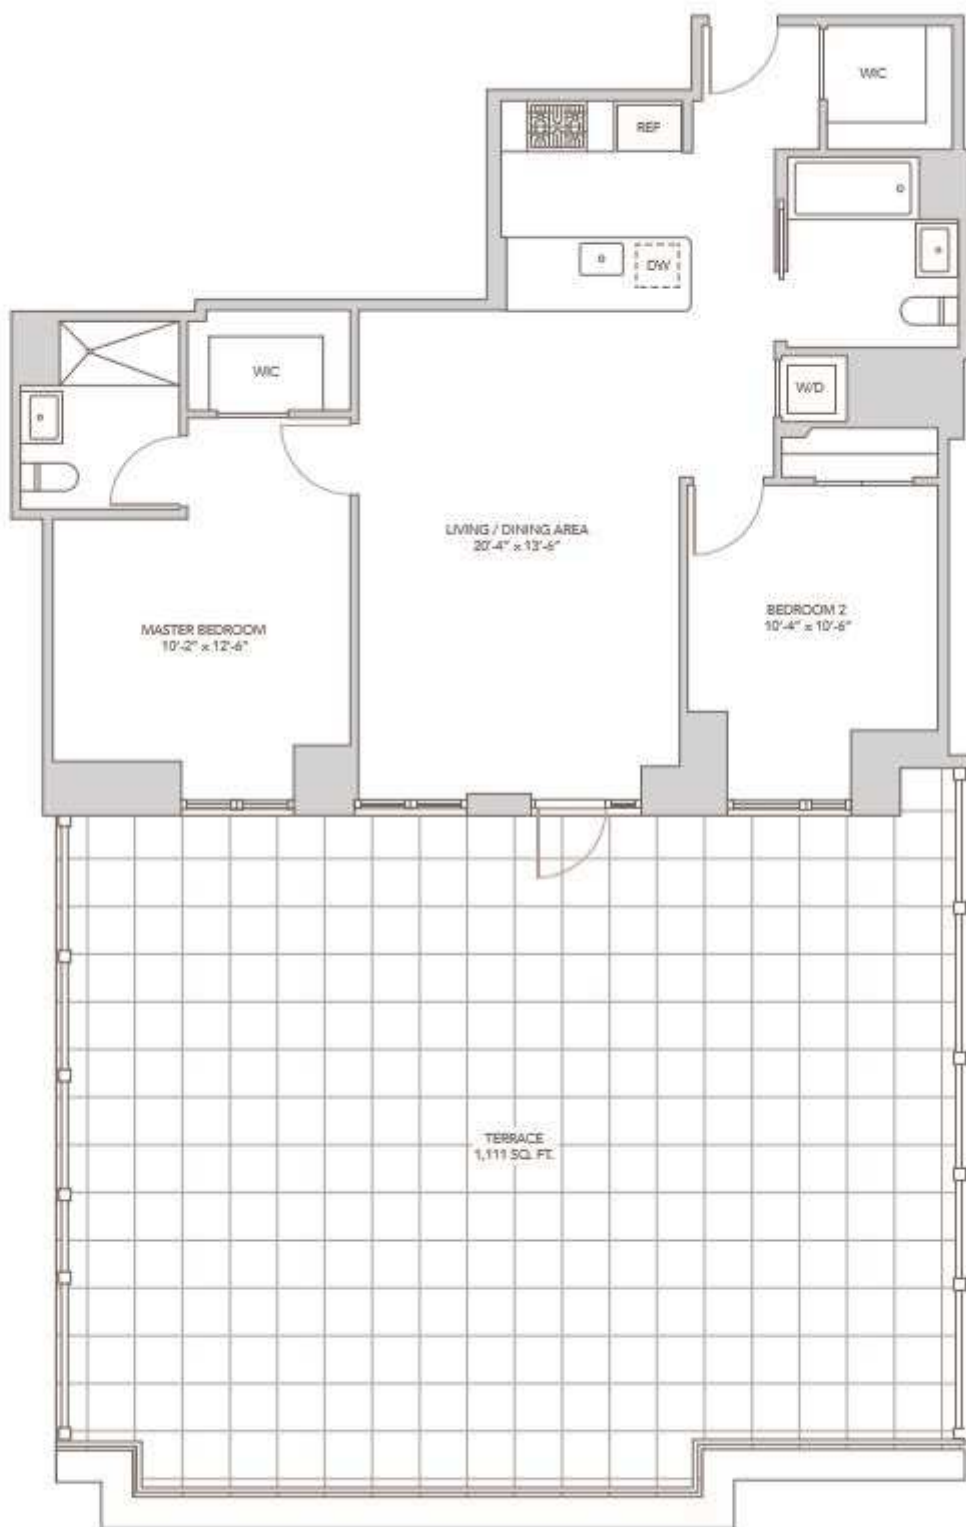 WIC
REF
DW
WIC
W/D
LIVING / DINING AREA
20'-4" x 13'-6"
BEDROOM 2
10'-4" x 10'-6"
MASTER BEDROOM
10'-2" x 12'-6"
TERRACE
1,111 SQ. FT.